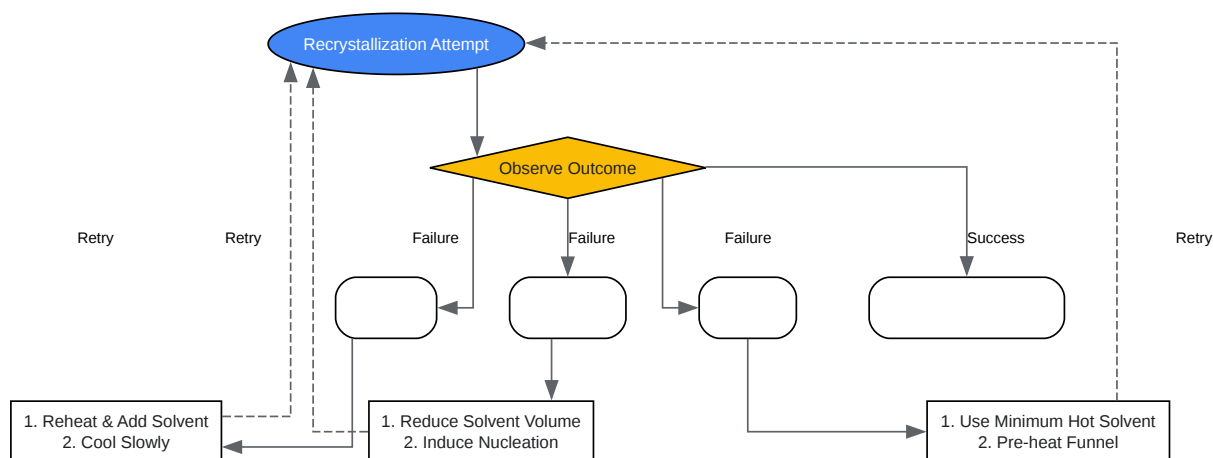 Recrystallization Attempt
Observe Outcome
Retry
Retry
Failure
Failure
Failure
Success
Retry
1. Reheat & Add Solvent
2. Cool Slowly
1. Reduce Solvent Volume
2. Induce Nucleation
1. Use Minimum Hot Solvent
2. Pre-heat Funnel